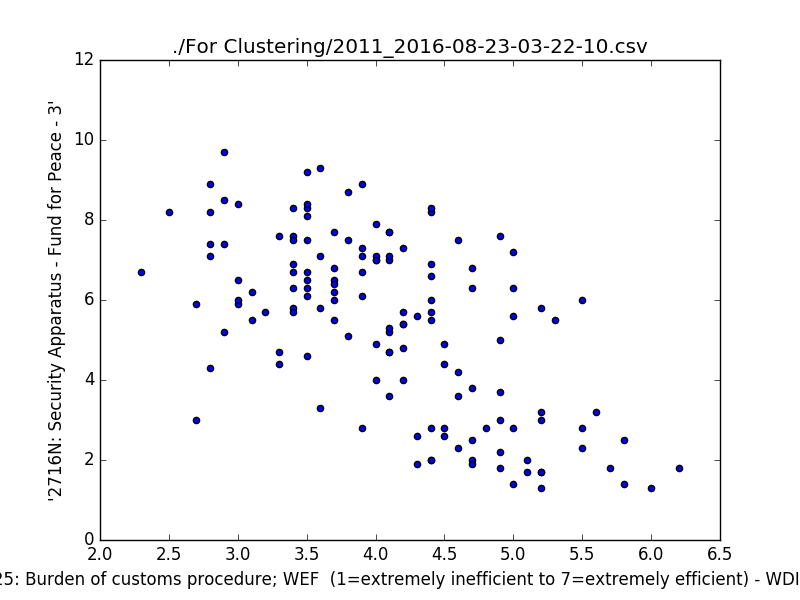 ./For Clustering/2011_2016-08-23-03-22-10.csv
'2716N: Security Apparatus - Fund for Peace - 3'
12
10
8
6
4
2
0
2.0 2.5 3.0 3.5 4.0 4.5 5.0 5.5 6.0 6.5
25: Burden of customs procedure; WEF  (1=extremely inefficient to 7=extremely efficient) - WDI